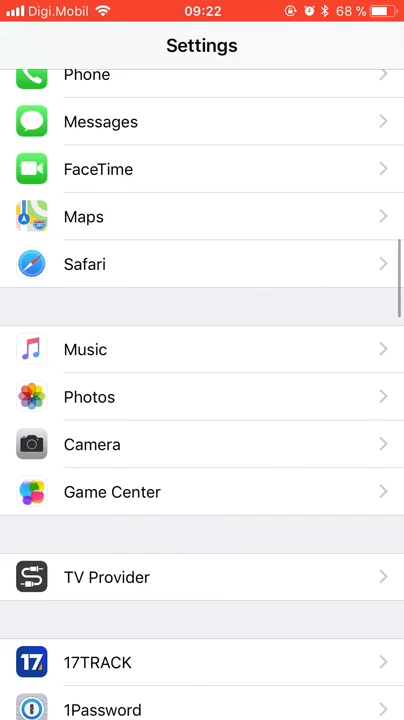 Digi.Mobil 09:22 68 %
Settings
Phone
Messages
FaceTime
Maps
Safari
Music
Photos
Camera
Game Center
TV Provider
17 17TRACK
1Password